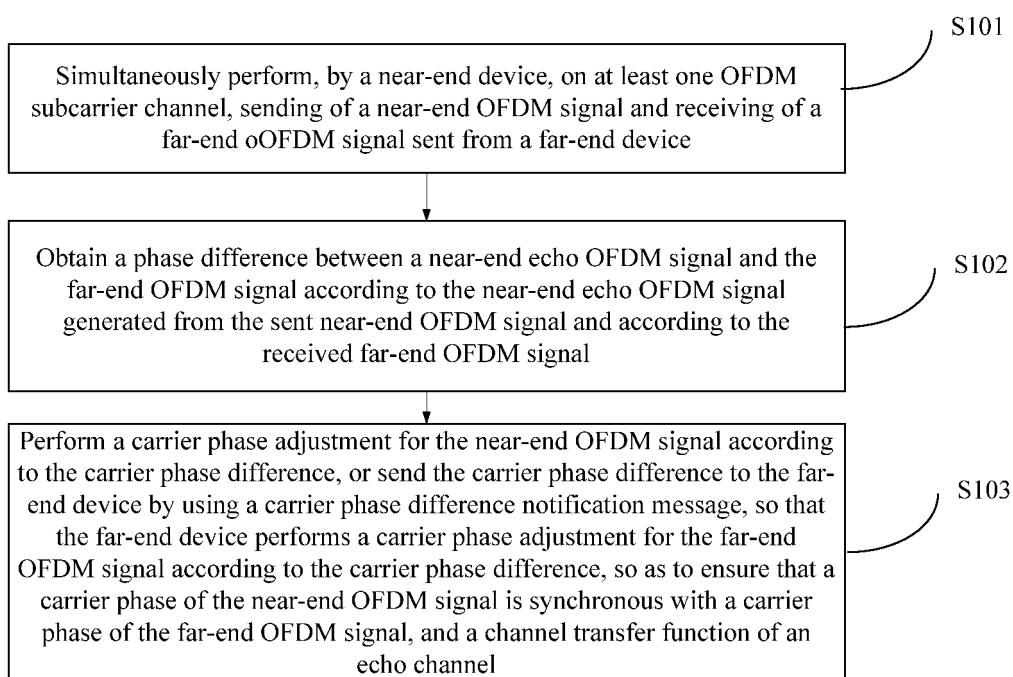 S101
Simultaneously perform, by a near-end device, on at least one OFDM
subcarrier channel, sending of a near-end OFDM signal and receiving of a
far-end oOFDM signal sent from a far-end device
S102
Obtain a phase difference between a near-end echo OFDM signal and the
far-end OFDM signal according to the near-end echo OFDM signal
generated from the sent near-end OFDM signal and according to the
received far-end OFDM signal
S103
Perform a carrier phase adjustment for the near-end OFDM signal according
to the carrier phase difference, or send the carrier phase difference to the far-
end device by using a carrier phase difference notification message, so that
the far-end device performs a carrier phase adjustment for the far-end
OFDM signal according to the carrier phase difference, so as to ensure that a
carrier phase of the near-end OFDM signal is synchronous with a carrier
phase of the far-end OFDM signal, and a channel transfer function of an
echo channel